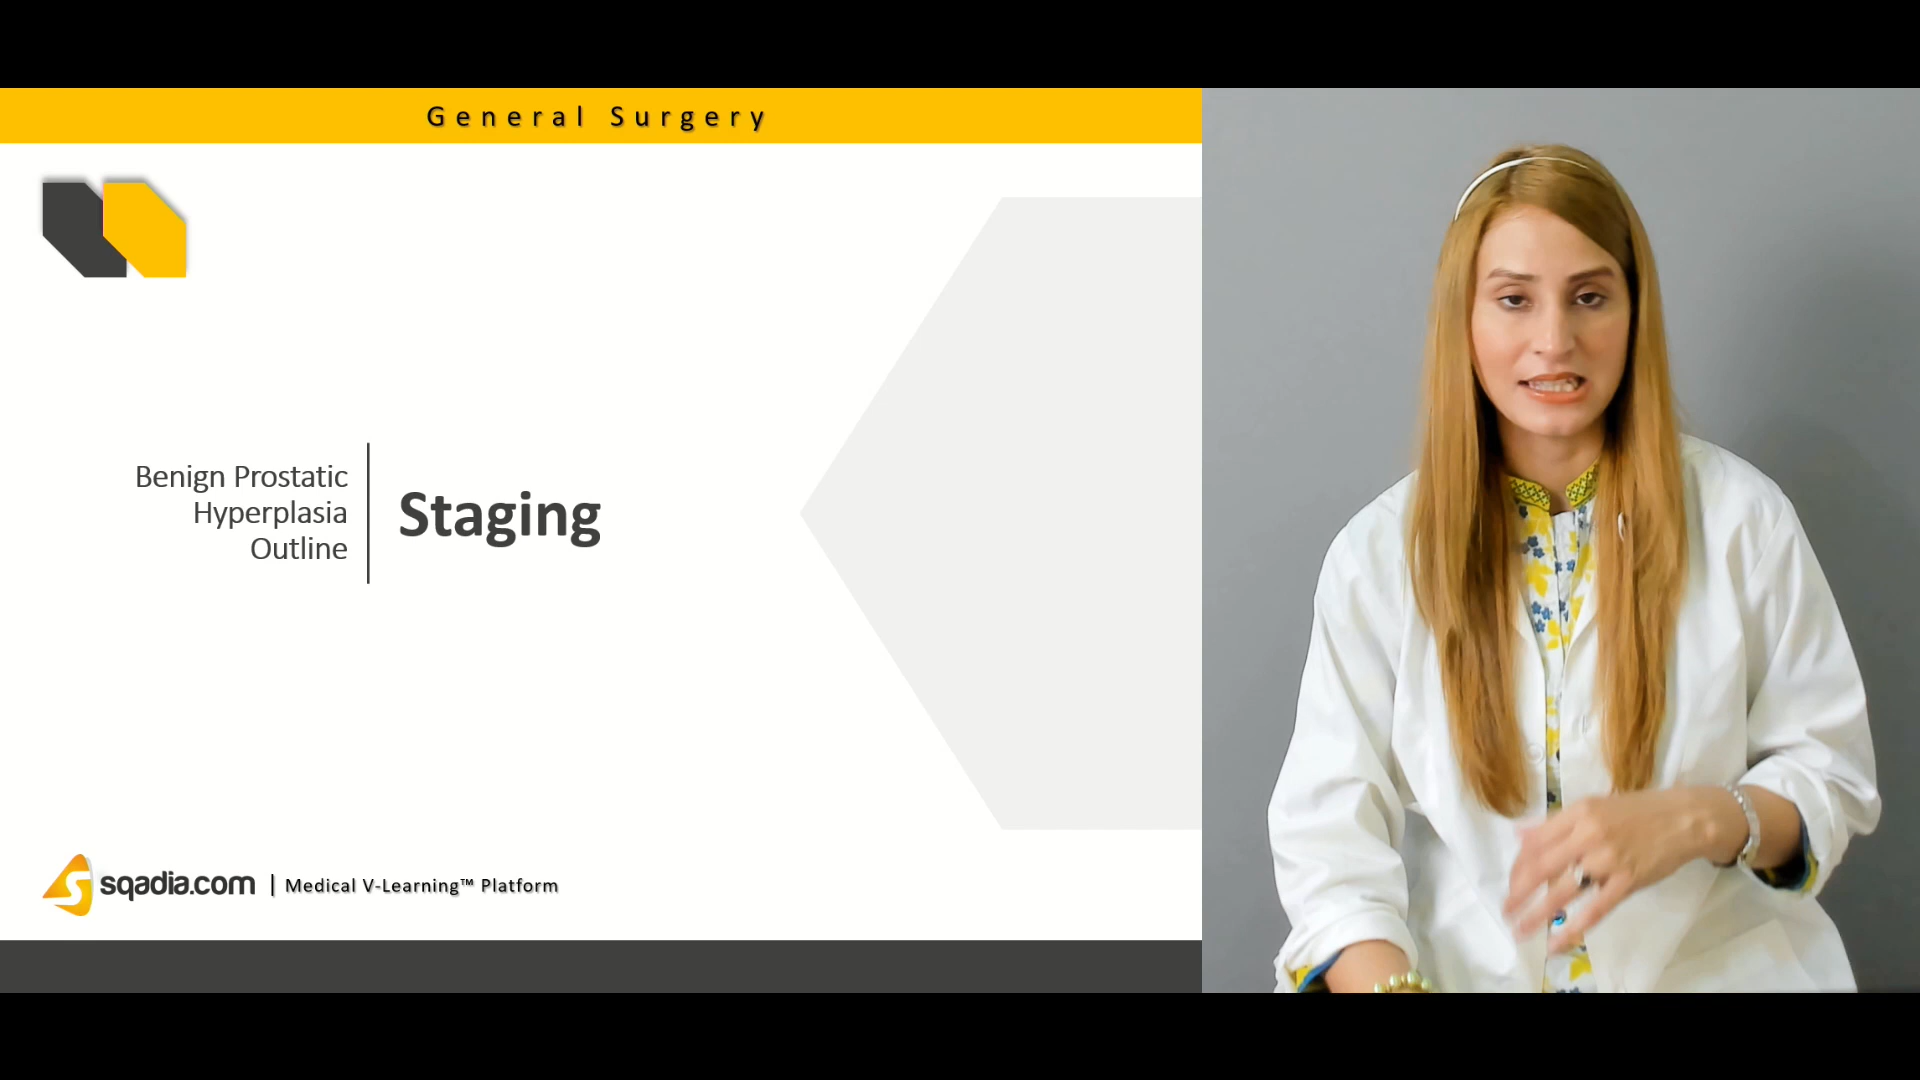 General Surgery
Benign Prostatic
Hyperplasia
Outline
Staging
sqadia.com | Medical V-Learning™ Platform